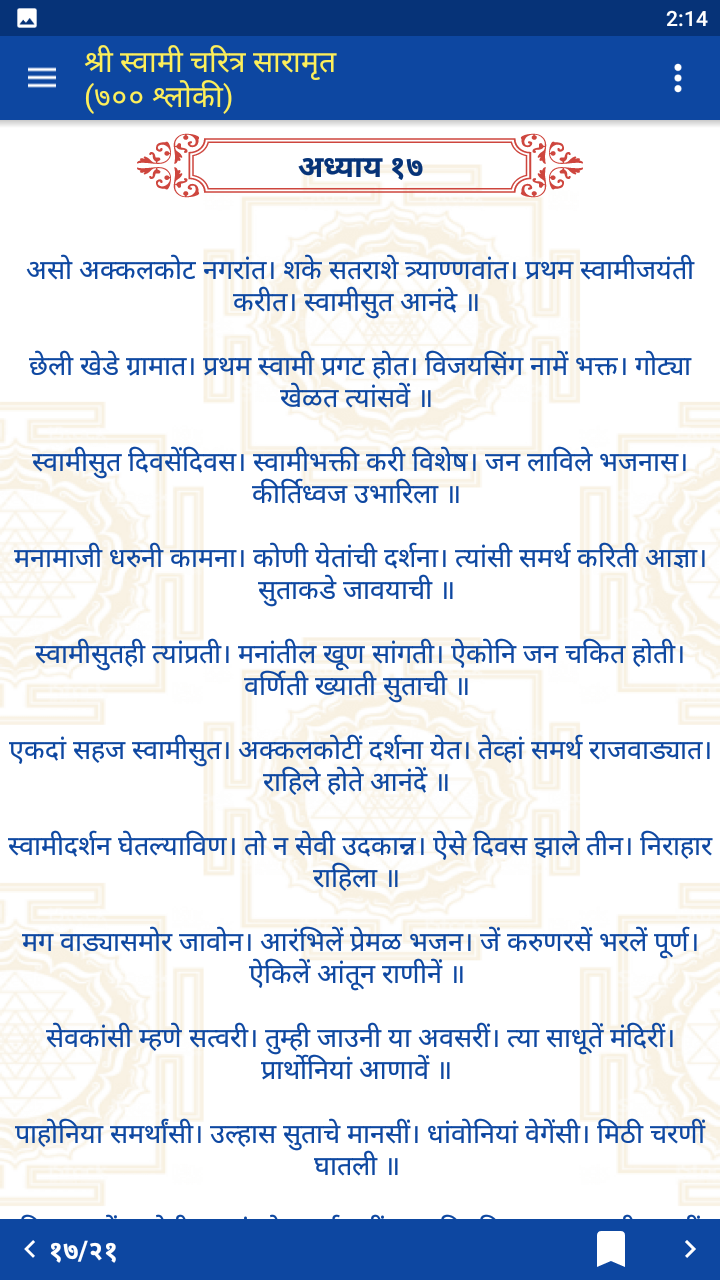 2:14
श्री स्वामी चरित्र सारामृत
(७०० श्लोकी)
अध्याय १७
असो अक्कलकोट नगरांत। शके सतराशे त्र्याण्णवांत। प्रथम स्वामीजयंती
करीत। स्वामीसुत आनंदे ॥
छेली खेडे ग्रामात। प्रथम स्वामी प्रगट होत। विजयसिंग नामें भक्त। गोट्या
खेळत त्यांसवें ॥
स्वामीसुत दिवसेंदिवस। स्वामीभक्ती करी विशेष। जन लाविले भजनास।
कीर्तिध्वज उभारिला ॥
मनामाजी धरुनी कामना। कोणी येतांची दर्शना। त्यांसी समर्थ करिती आज्ञा।
सुताकडे जावयाची ॥
स्वामीसुतही त्यांप्रती। मनांतील खूण सांगती। ऐकोनि जन चकित होती।
वर्णिती ख्याती सुताची ॥
एकदां सहज स्वामीसुत। अक्कलकोटीं दर्शना येत। तेव्हां समर्थ राजवाड्यात।
राहिले होते आनंदें ॥
स्वामीदर्शन घेतल्याविण। तो न सेवी उदकान्न। ऐसे दिवस झाले तीन। निराहार
राहिला ॥
मग वाड्यासमोर जावोन। आरंभिलें प्रेमळ भजन। जें करुणरसें भरलें पूर्ण।
ऐकिलें आंतून राणीनें ॥
सेवकांसी म्हणे सत्वरी। तुम्ही जाउनी या अवसरीं। त्या साधूतें मंदिरीं।
प्रार्थोनियां आणावें ॥
पाहोनिया समर्थांसी। उल्हास सुताचे मानसीं। धांवोनियां वेगेंसी। मिठी चरणीं
घातली ॥
१७/२१